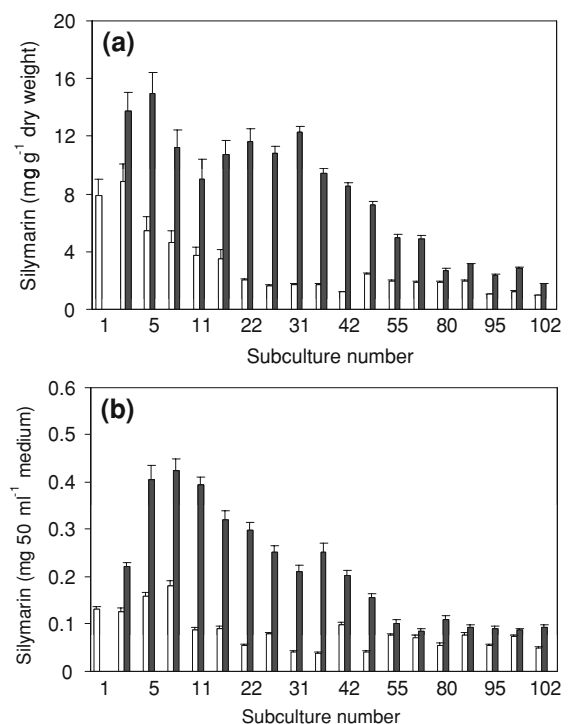 (a)
Silymarin (mg g⁻¹ dry weight)
20
16
12
8
4
0
1 5 11 22 31 42 55 80 95 102
Subculture number
(b)
Silymarin (mg 50 ml⁻¹ medium)
0.6
0.5
0.4
0.3
0.2
0.1
0
1 5 11 22 31 42 55 80 95 102
Subculture number